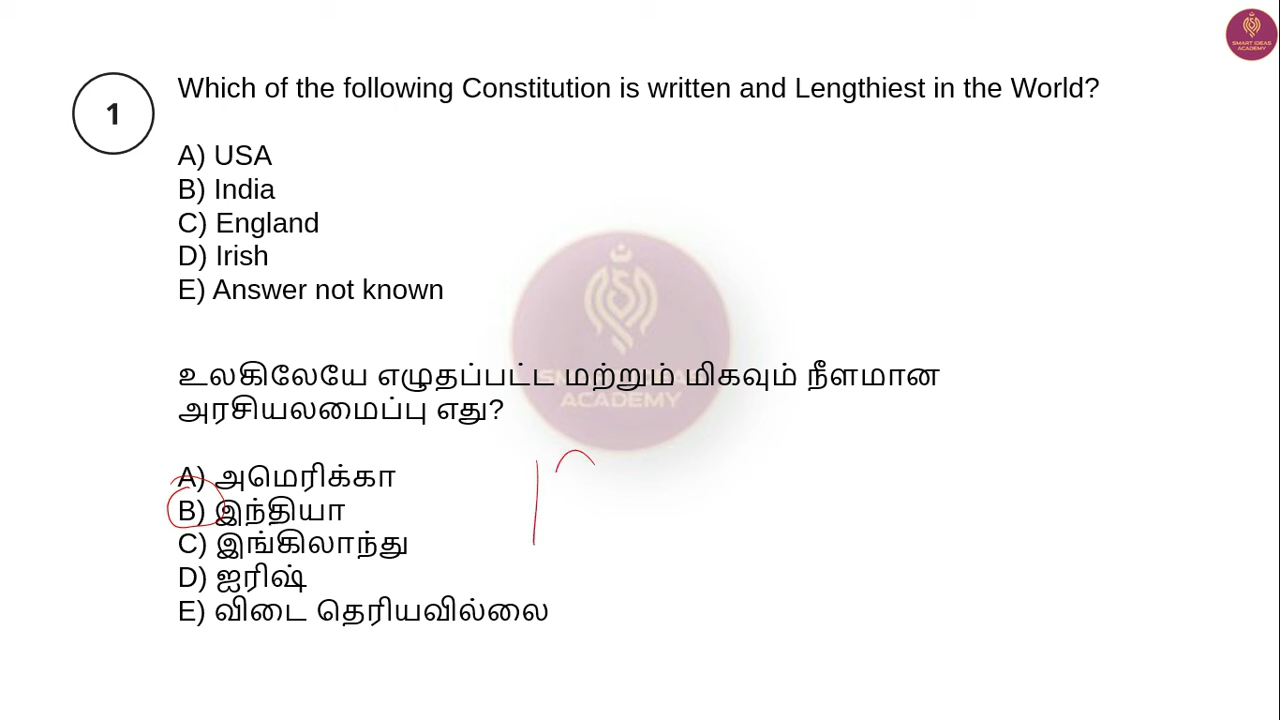 SMART IDEAS
ACADEMY
1
Which of the following Constitution is written and Lengthiest in the World?
A) USA
B) India
C) England
D) Irish
E) Answer not known
உலகிலேயே எழுதப்பட்ட மற்றும் மிகவும் நீளமான
அரசியலமைப்பு எது?
A) அமெரிக்கா
B) இந்தியா
C) இங்கிலாந்து
D) ஐரிஷ்
E) விடை தெரியவில்லை
ACADEMY